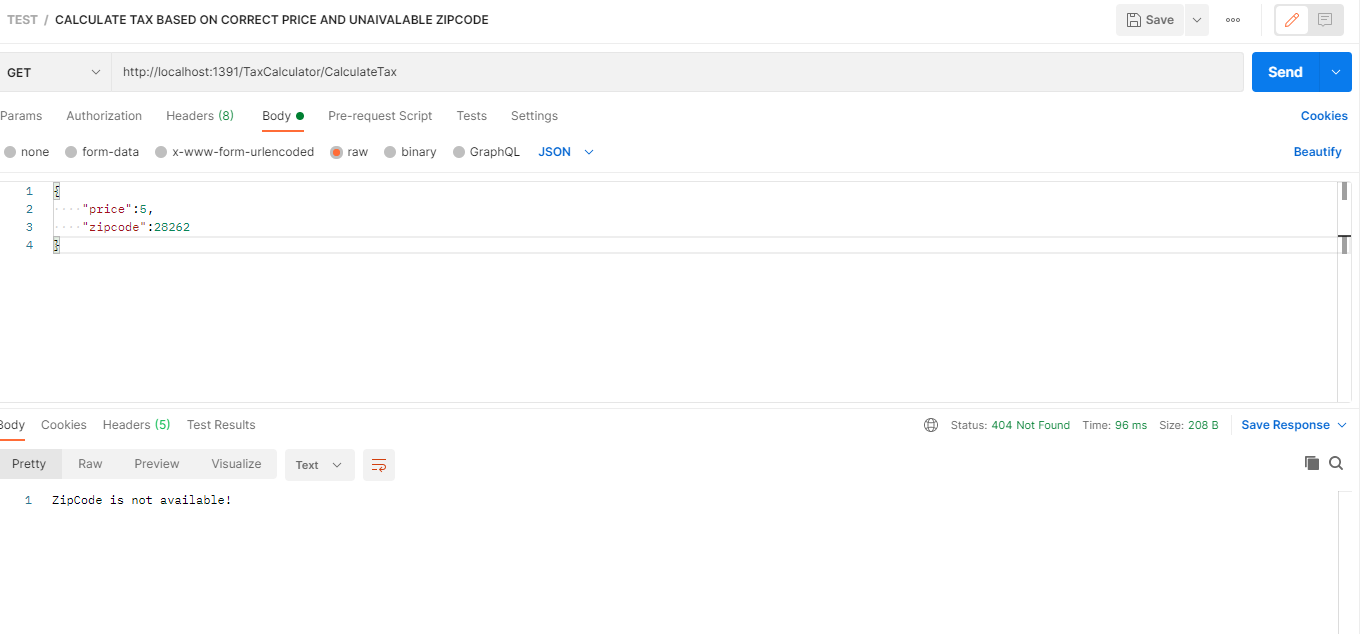 TEST / CALCULATE TAX BASED ON CORRECT PRICE AND UNAIVALABLE ZIPCODE Save
GET http://localhost:1391/TaxCalculator/CalculateTax Send
Params Authorization Headers (8) Body Pre-request Script Tests Settings Cookies
none form-data x-www-form-urlencoded raw binary GraphQL JSON Beautify
1 {
2 ····"price":5,
3 ····"zipcode":28262
4 }
Body Cookies Headers (5) Test Results Status: 404 Not Found Time: 96 ms Size: 208 B Save Response
Pretty Raw Preview Visualize Text
1 ZipCode is not available!